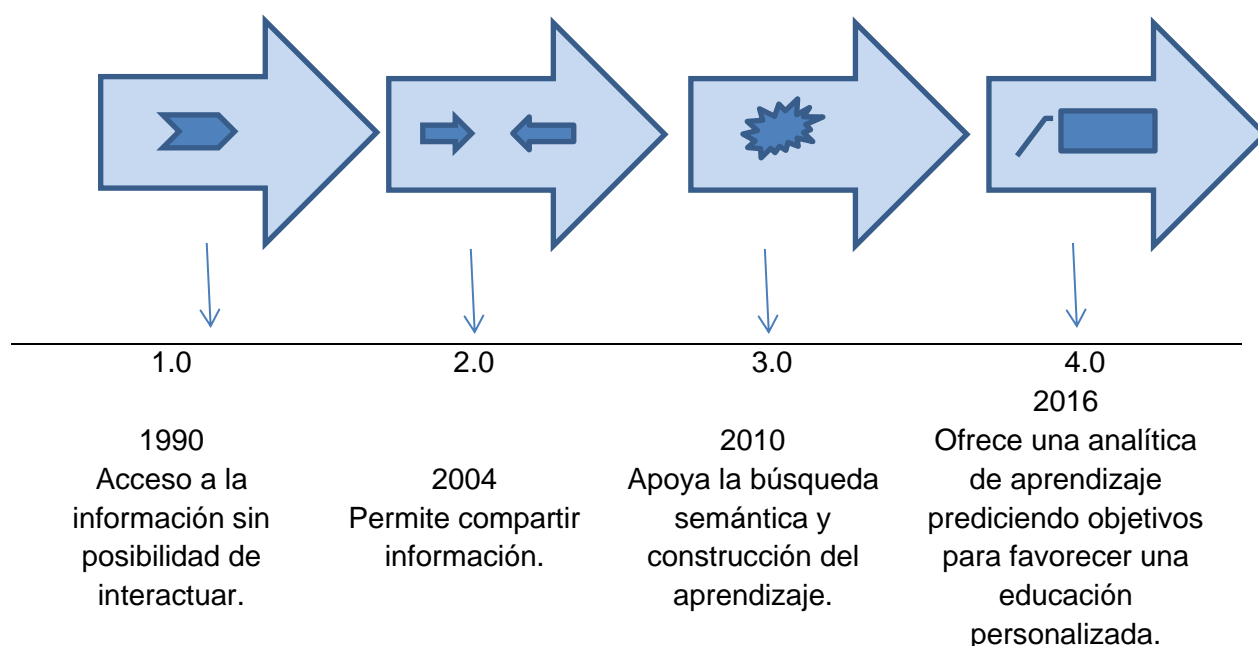 1.0
1990
Acceso a la
información sin
posibilidad de
interactuar.
2.0
2004
Permite compartir
información.
3.0
2010
Apoya la búsqueda
semántica y
construcción del
aprendizaje.
4.0
2016
Ofrece una analítica
de aprendizaje
prediciendo objetivos
para favorecer una
educación
personalizada.